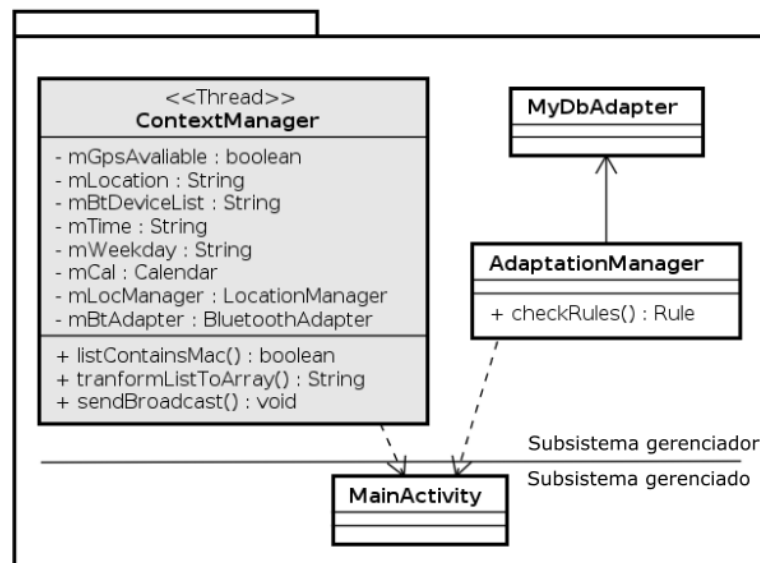 <<Thread>>
ContextManager
- mGpsAvaliable : boolean
- mLocation : String
- mBtDeviceList : String
- mTime : String
- mWeekday : String
- mCal : Calendar
- mLocManager : LocationManager
- mBtAdapter : BluetoothAdapter
+ listContainsMac() : boolean
+ tranformListToArray() : String
+ sendBroadcast() : void
MyDbAdapter
AdaptationManager
+ checkRules() : Rule
Subsistema gerenciador
Subsistema gerenciado
MainActivity